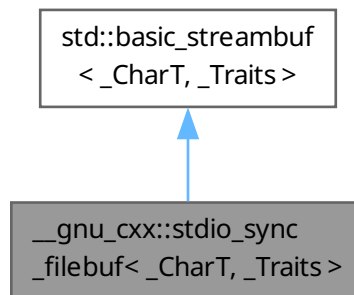 std::basic_streambuf
< _CharT, _Traits >
__gnu_cxx::stdio_sync
_filebuf< _CharT, _Traits >